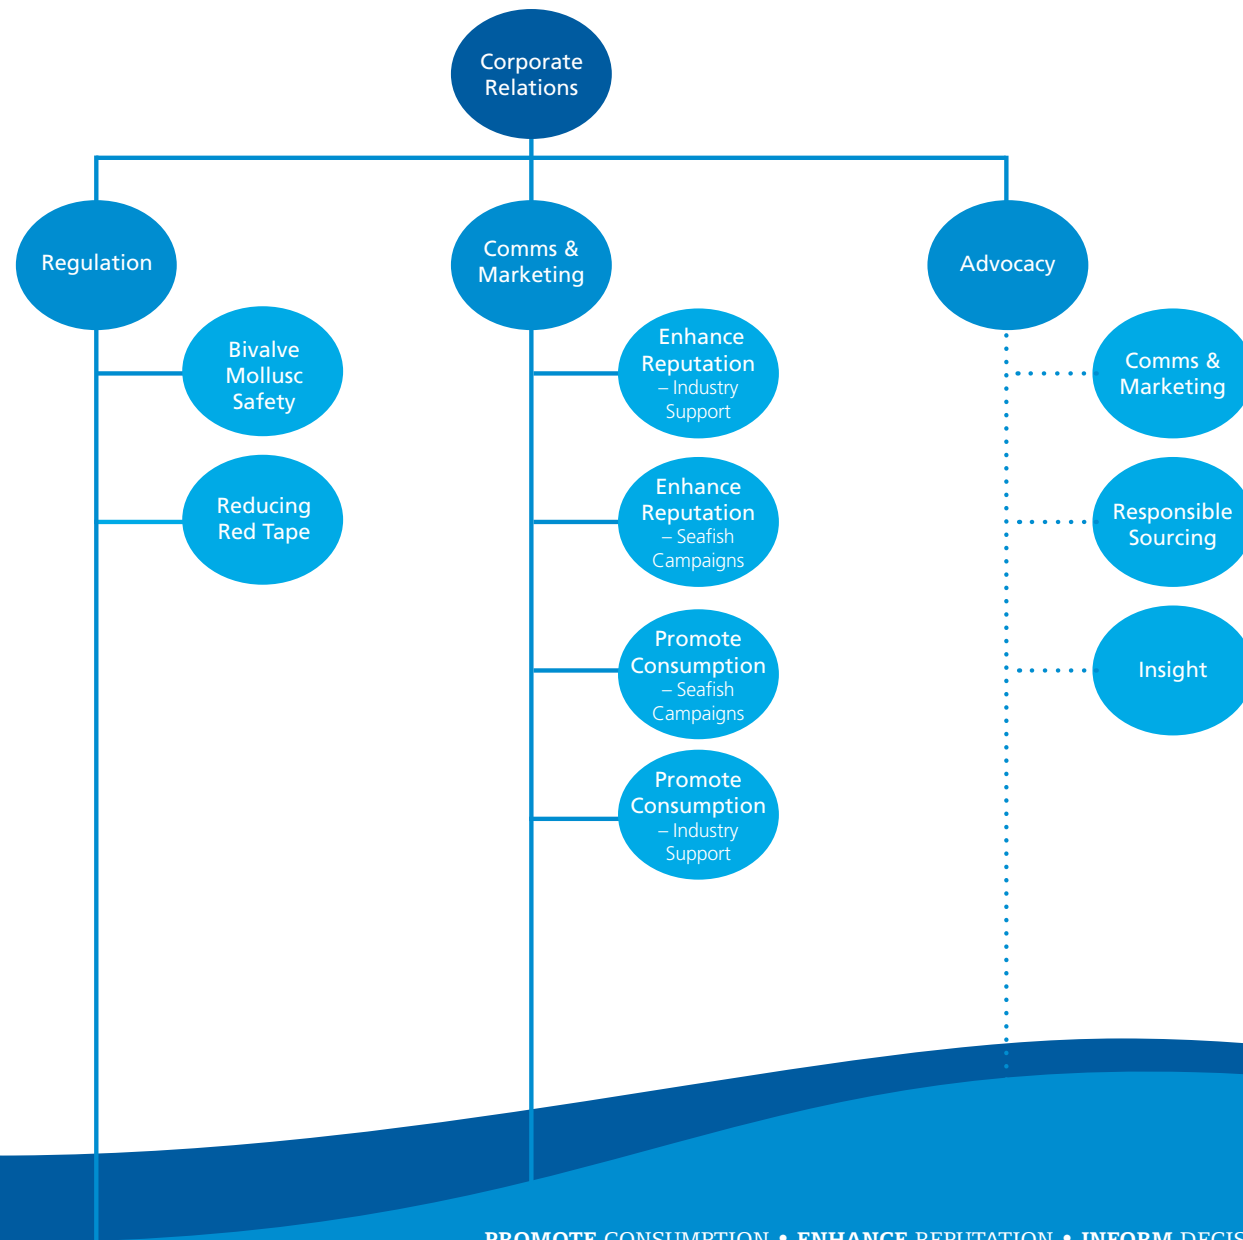 Corporate
Relations
Regulation
Comms &
Marketing
Advocacy
Bivalve
Mollusc
Safety
Reducing
Red Tape
Enhance
Reputation
– Industry
Support
Enhance
Reputation
– Seafish
Campaigns
Promote
Consumption
– Seafish
Campaigns
Promote
Consumption
– Industry
Support
Comms &
Marketing
Responsible
Sourcing
Insight
PROMOTE CONSUMPTION • ENHANCE REPUTATION • INFORM DECIS